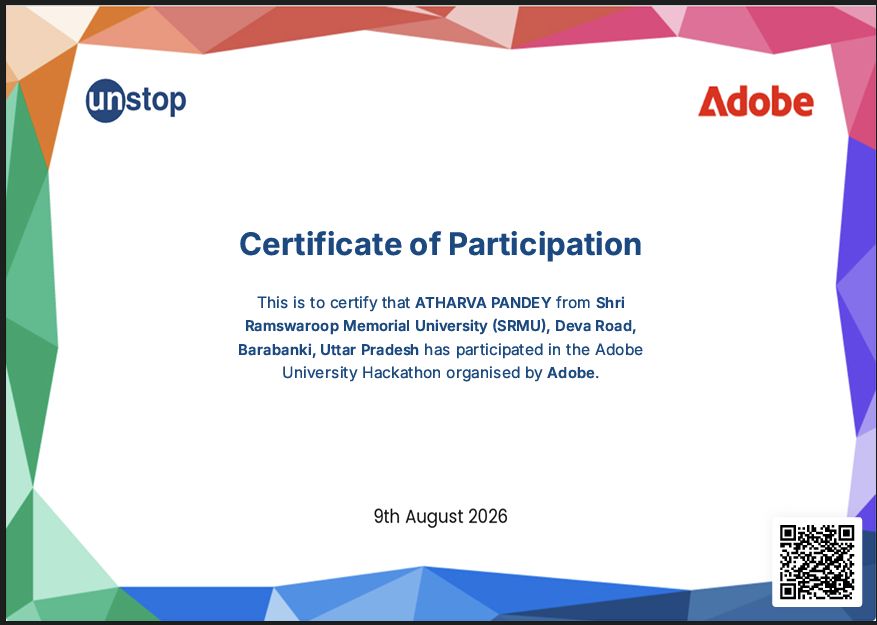 unstop
Adobe
Certificate of Participation
This is to certify that ATHARVA PANDEY from Shri
Ramswaroop Memorial University (SRMU), Deva Road,
Barabanki, Uttar Pradesh has participated in the Adobe
University Hackathon organised by Adobe.
9th August 2026